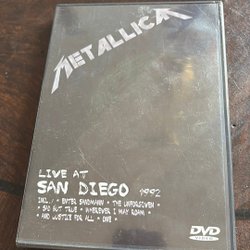 METALLICA
LIVE AT
SAN DIEGO 1992
INCL.: • ENTER SANDMANN • THE UNFORGIVEN
• SAD BUT TRUE • WHEREVER I MAY ROAM
• AND JUSTICE FOR ALL • ONE •
DVD